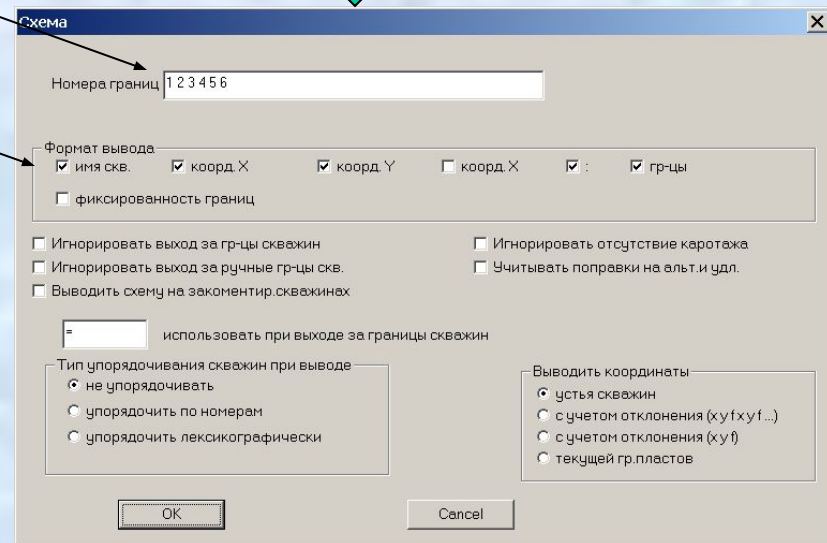 Схема
Номера границ 1 2 3 4 5 6
Формат вывода
имя скв. коорд. X коорд. Y коорд. X : гр-цы
фиксированность границ
Игнорировать выход за гр-цы скважин Игнорировать отсутствие каротажа
Игнорировать выход за ручные гр-цы скв. Учитывать поправки на альт.и удл.
Выводить схему на закоментир.скважинах
= использовать при выходе за границы скважин
Тип упорядочивания скважин при выводе
не упорядочивать
упорядочить по номерам
упорядочить лексикографически
Выводить координаты
устья скважин
с учетом отклонения (x y f x y f ...)
с учетом отклонения (x y f)
текущей гр.пластов
OK Cancel